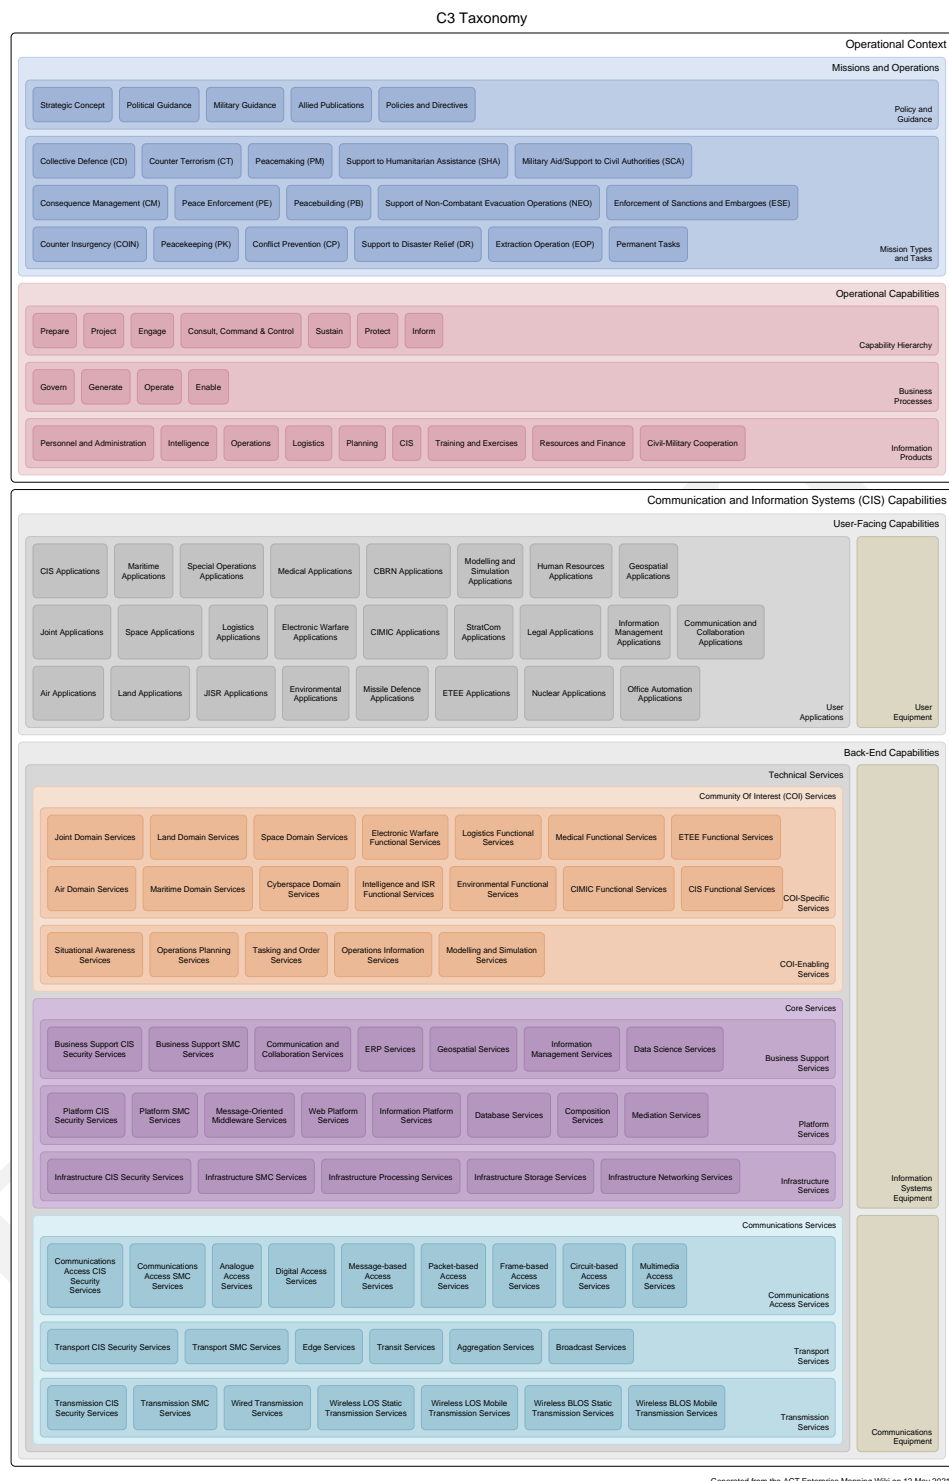 C3 Taxonomy
Operational Context
Missions and Operations
Strategic Concept
Political Guidance
Military Guidance
Allied Publications
Policies and Directives
Policy and
Guidance
Collective Defence (CD)
Counter Terrorism (CT)
Peacemaking (PM)
Support to Humanitarian Assistance (SHA)
Military Aid/Support to Civil Authorities (SCA)
Consequence Management (CM)
Peace Enforcement (PE)
Peacebuilding (PB)
Support of Non-Combatant Evacuation Operations (NEO)
Enforcement of Sanctions and Embargoes (ESE)
Counter Insurgency (COIN)
Peacekeeping (PK)
Conflict Prevention (CP)
Support to Disaster Relief (DR)
Extraction Operation (EOP)
Permanent Tasks
Mission Types
and Tasks
Operational Capabilities
Prepare
Project
Engage
Consult, Command & Control
Sustain
Protect
Inform
Capability Hierarchy
Govern
Generate
Operate
Enable
Business
Processes
Personnel and Administration
Intelligence
Operations
Logistics
Planning
CIS
Training and Exercises
Resources and Finance
Civil-Military Cooperation
Information
Products
Communication and Information Systems (CIS) Capabilities
User-Facing Capabilities
CIS Applications
Maritime
Applications
Special Operations
Applications
Medical Applications
CBRN Applications
Modelling and
Simulation
Applications
Human Resources
Applications
Geospatial
Applications
Joint Applications
Space Applications
Logistics
Applications
Electronic Warfare
Applications
CIMIC Applications
StratCom
Applications
Legal Applications
Information
Management
Applications
Communication and
Collaboration
Applications
Air Applications
Land Applications
JISR Applications
Environmental
Applications
Missile Defence
Applications
ETEE Applications
Nuclear Applications
Office Automation
Applications
User
Applications
User
Equipment
Back-End Capabilities
Technical Services
Community Of Interest (COI) Services
Joint Domain Services
Land Domain Services
Space Domain Services
Electronic Warfare
Functional Services
Logistics Functional
Services
Medical Functional Services
ETEE Functional Services
Air Domain Services
Maritime Domain Services
Cyberspace Domain
Services
Intelligence and ISR
Functional Services
Environmental Functional
Services
CIMIC Functional Services
CIS Functional Services
COI-Specific
Services
Situational Awareness
Services
Operations Planning
Services
Tasking and Order
Services
Operations Information
Services
Modelling and Simulation
Services
COI-Enabling
Services
Core Services
Business Support CIS
Security Services
Business Support SMC
Services
Communication and
Collaboration Services
ERP Services
Geospatial Services
Information
Management Services
Data Science Services
Business Support
Services
Platform CIS
Security Services
Platform SMC
Services
Message-Oriented
Middleware Services
Web Platform
Services
Information Platform
Services
Database Services
Composition
Services
Mediation Services
Platform
Services
Infrastructure CIS Security Services
Infrastructure SMC Services
Infrastructure Processing Services
Infrastructure Storage Services
Infrastructure Networking Services
Infrastructure
Services
Information
Systems
Equipment
Communications Services
Communications
Access CIS
Security
Services
Communications
Access SMC
Services
Analogue
Access
Services
Digital Access
Services
Message-based
Access
Services
Packet-based
Access
Services
Frame-based
Access
Services
Circuit-based
Access
Services
Multimedia
Access
Services
Communications
Access Services
Transport CIS Security Services
Transport SMC Services
Edge Services
Transit Services
Aggregation Services
Broadcast Services
Transport
Services
Transmission CIS
Security Services
Transmission SMC
Services
Wired Transmission
Services
Wireless LOS Static
Transmission Services
Wireless LOS Mobile
Transmission Services
Wireless BLOS Static
Transmission Services
Wireless BLOS Mobile
Transmission Services
Transmission
Services
Communications
Equipment